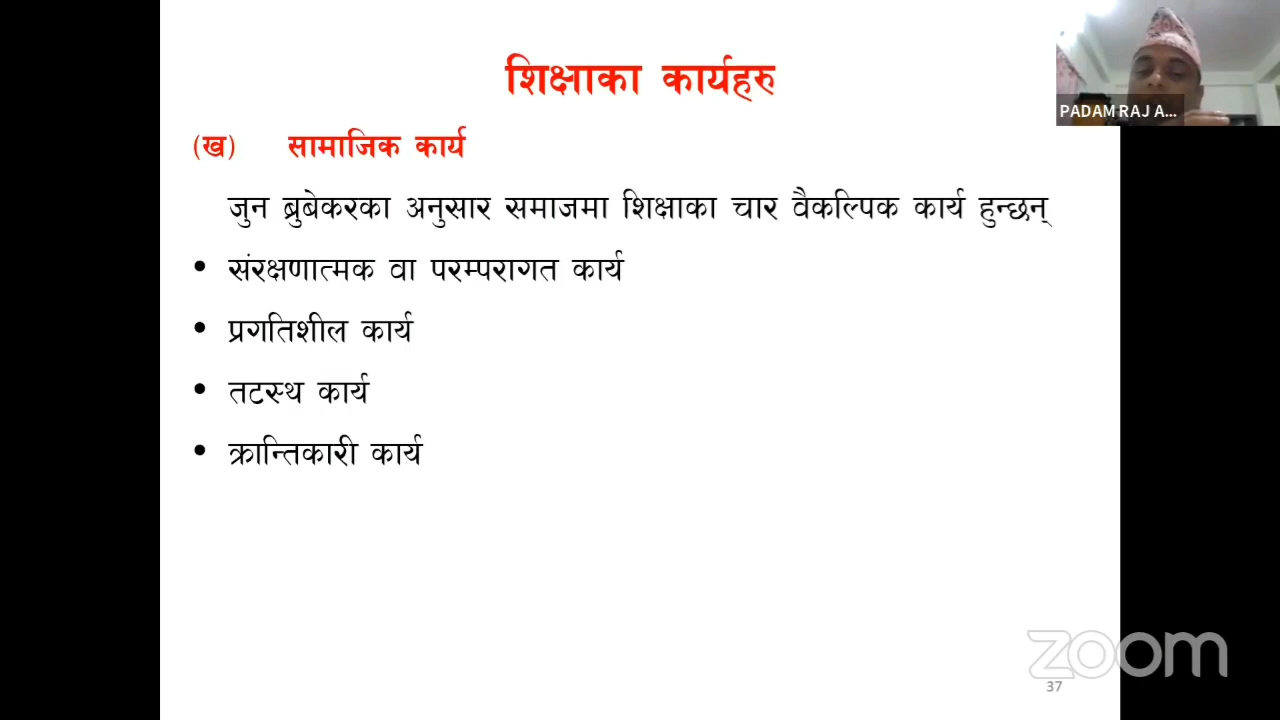 शिक्षाका कार्यहरु
(ख) सामाजिक कार्य
जुन ब्रुबेकरका अनुसार समाजमा शिक्षाका चार वैकल्पिक कार्य हुन्छन्
• संरक्षणात्मक वा परम्परागत कार्य
• प्रगतिशील कार्य
• तटस्थ कार्य
• क्रान्तिकारी कार्य
PADAM RAJ A...
zoom
37